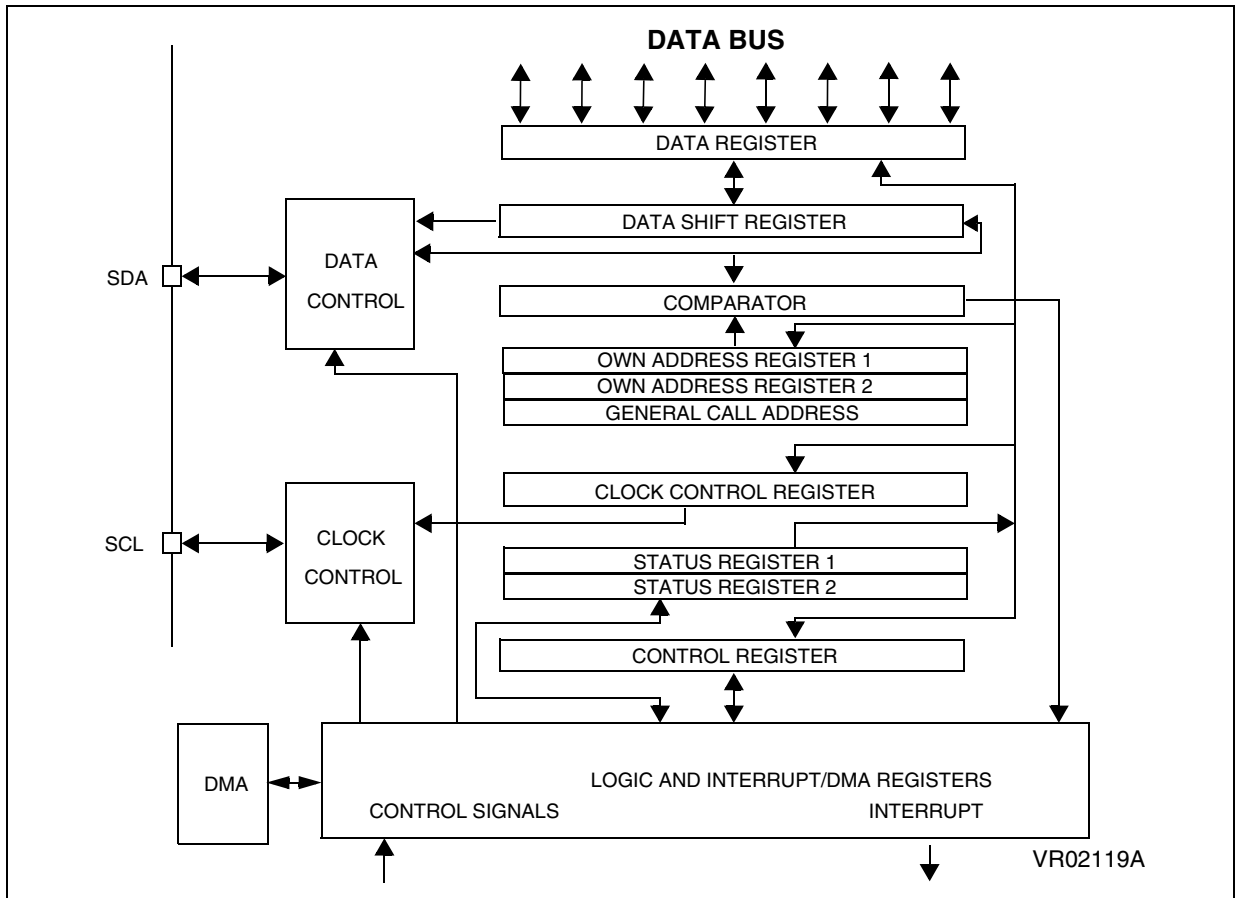 DATA BUS
DATA REGISTER
DATA SHIFT REGISTER
DATA
CONTROL
SDA
COMPARATOR
OWN ADDRESS REGISTER 1
OWN ADDRESS REGISTER 2
GENERAL CALL ADDRESS
CLOCK CONTROL REGISTER
CLOCK
CONTROL
SCL
STATUS REGISTER 1
STATUS REGISTER 2
CONTROL REGISTER
DMA
LOGIC AND INTERRUPT/DMA REGISTERS
CONTROL SIGNALS
INTERRUPT
VR02119A